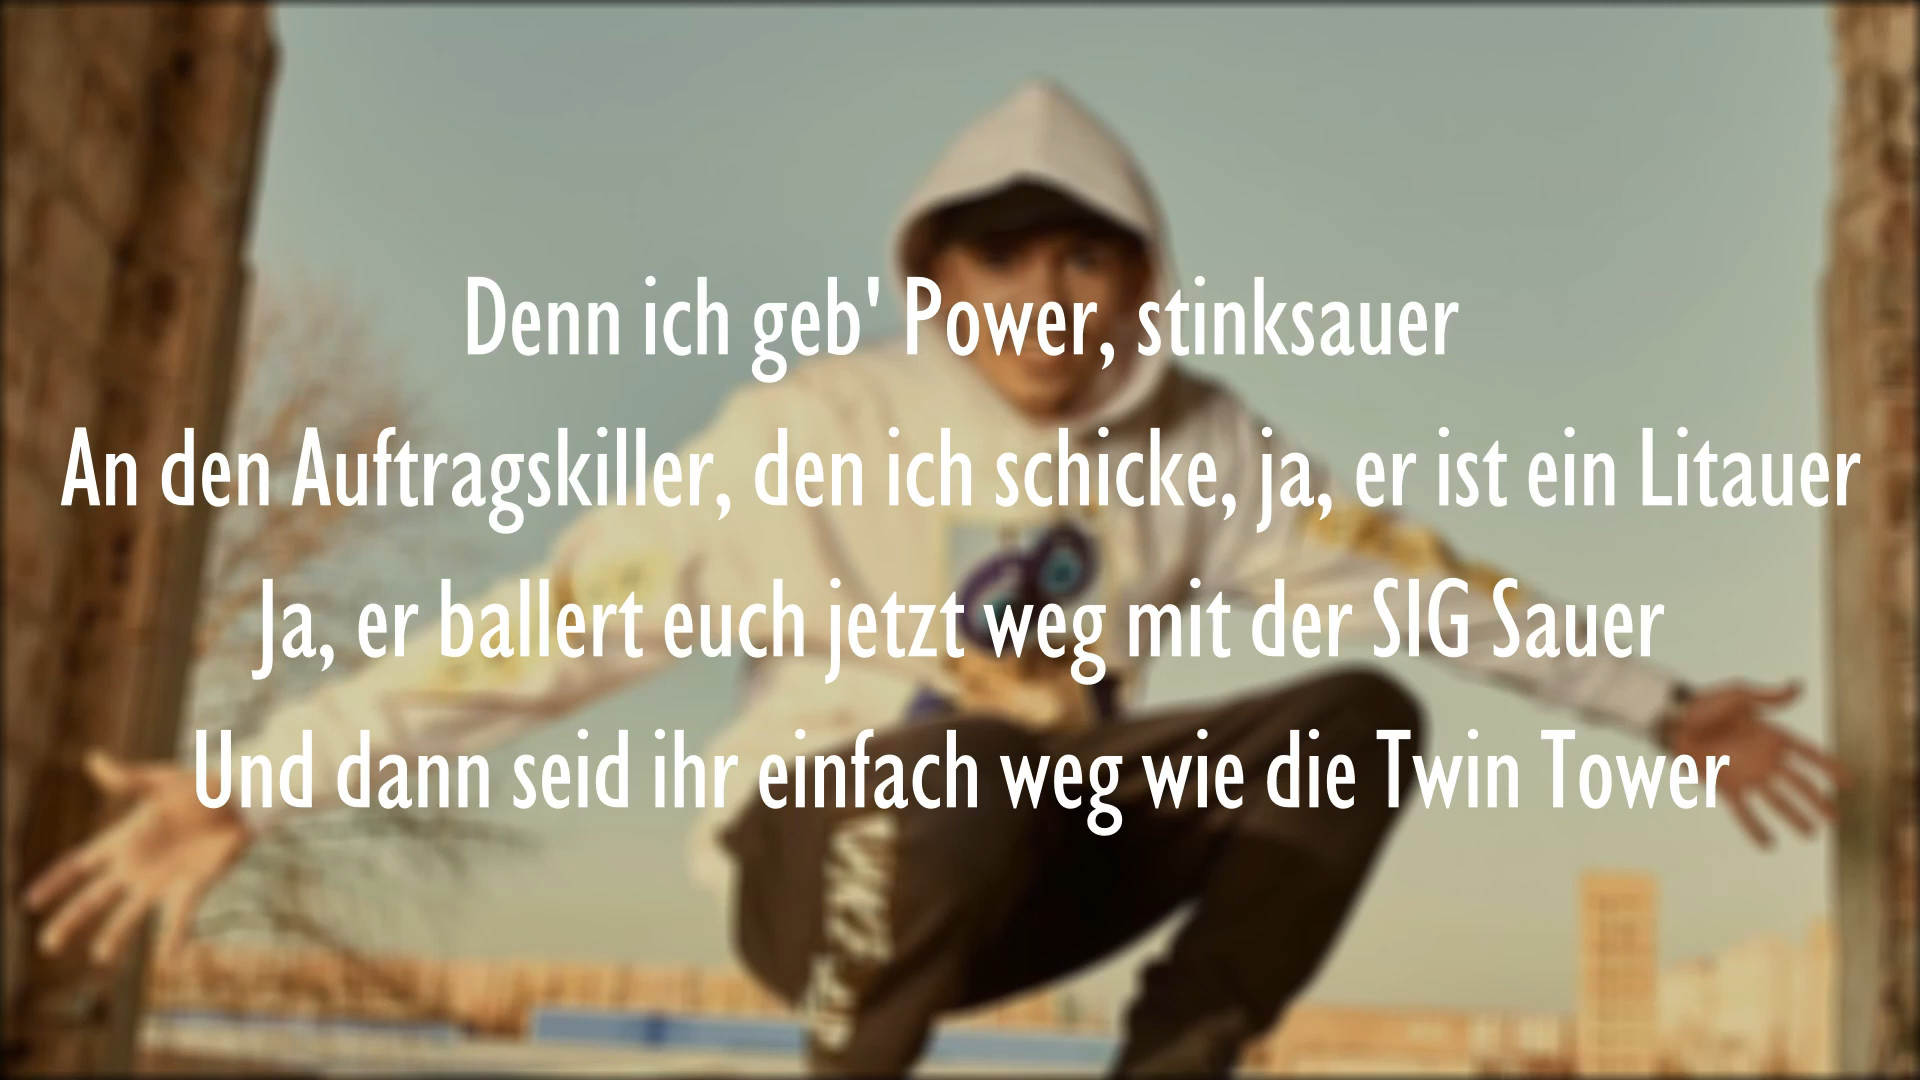 Denn ich geb' Power, stinksauer
An den Auftragskiller, den ich schicke, ja, er ist ein Litauer
Ja, er ballert euch jetzt weg mit der SIG Sauer
Und dann seid ihr einfach weg wie die Twin Tower